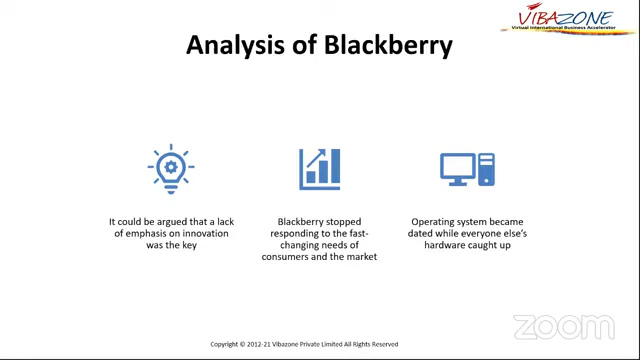 VIBAZONE
Virtual International Business Accelerator
Analysis of Blackberry
It could be argued that a lack
of emphasis on innovation
was the key
Blackberry stopped
responding to the fast-
changing needs of
consumers and the market
Operating system became
dated while everyone else's
hardware caught up
zoom
Copyright © 2012-21 Vibazone Private Limited All Rights Reserved